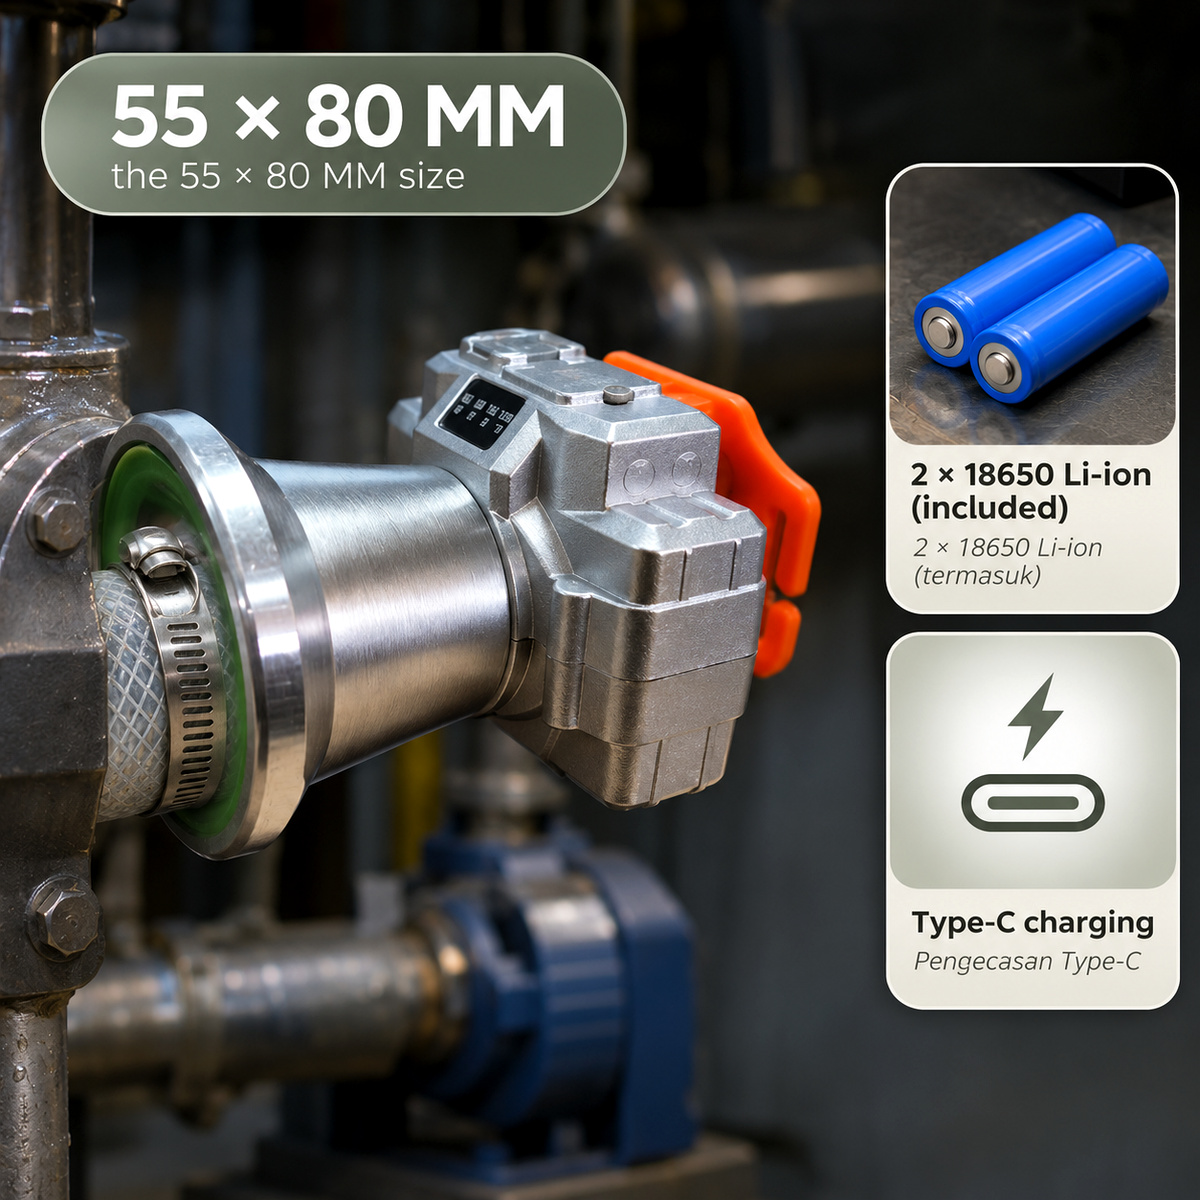 55 × 80 MM
the 55 × 80 MM size
2 × 18650 Li-ion
(included)
2 × 18650 Li-ion
(termasuk)
Type-C charging
Pengecasan Type-C